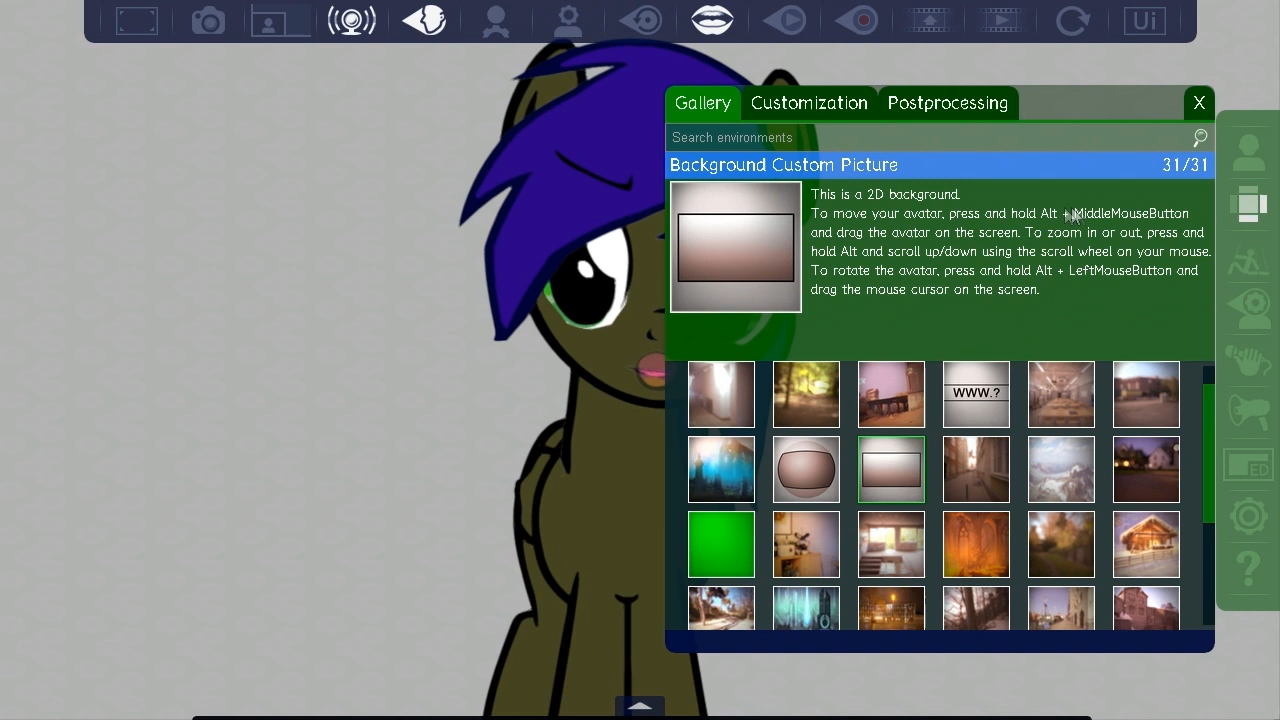 Ui
Gallery Customization Postprocessing X
Search environments
Background Custom Picture 31/31
This is a 2D background.
To move your avatar, press and hold Alt + MiddleMouseButton
and drag the avatar on the screen. To zoom in or out, press and
hold Alt and scroll up/down using the scroll wheel on your mouse.
To rotate the avatar, press and hold Alt + LeftMouseButton and
drag the mouse cursor on the screen.
WWW.?
ED
?